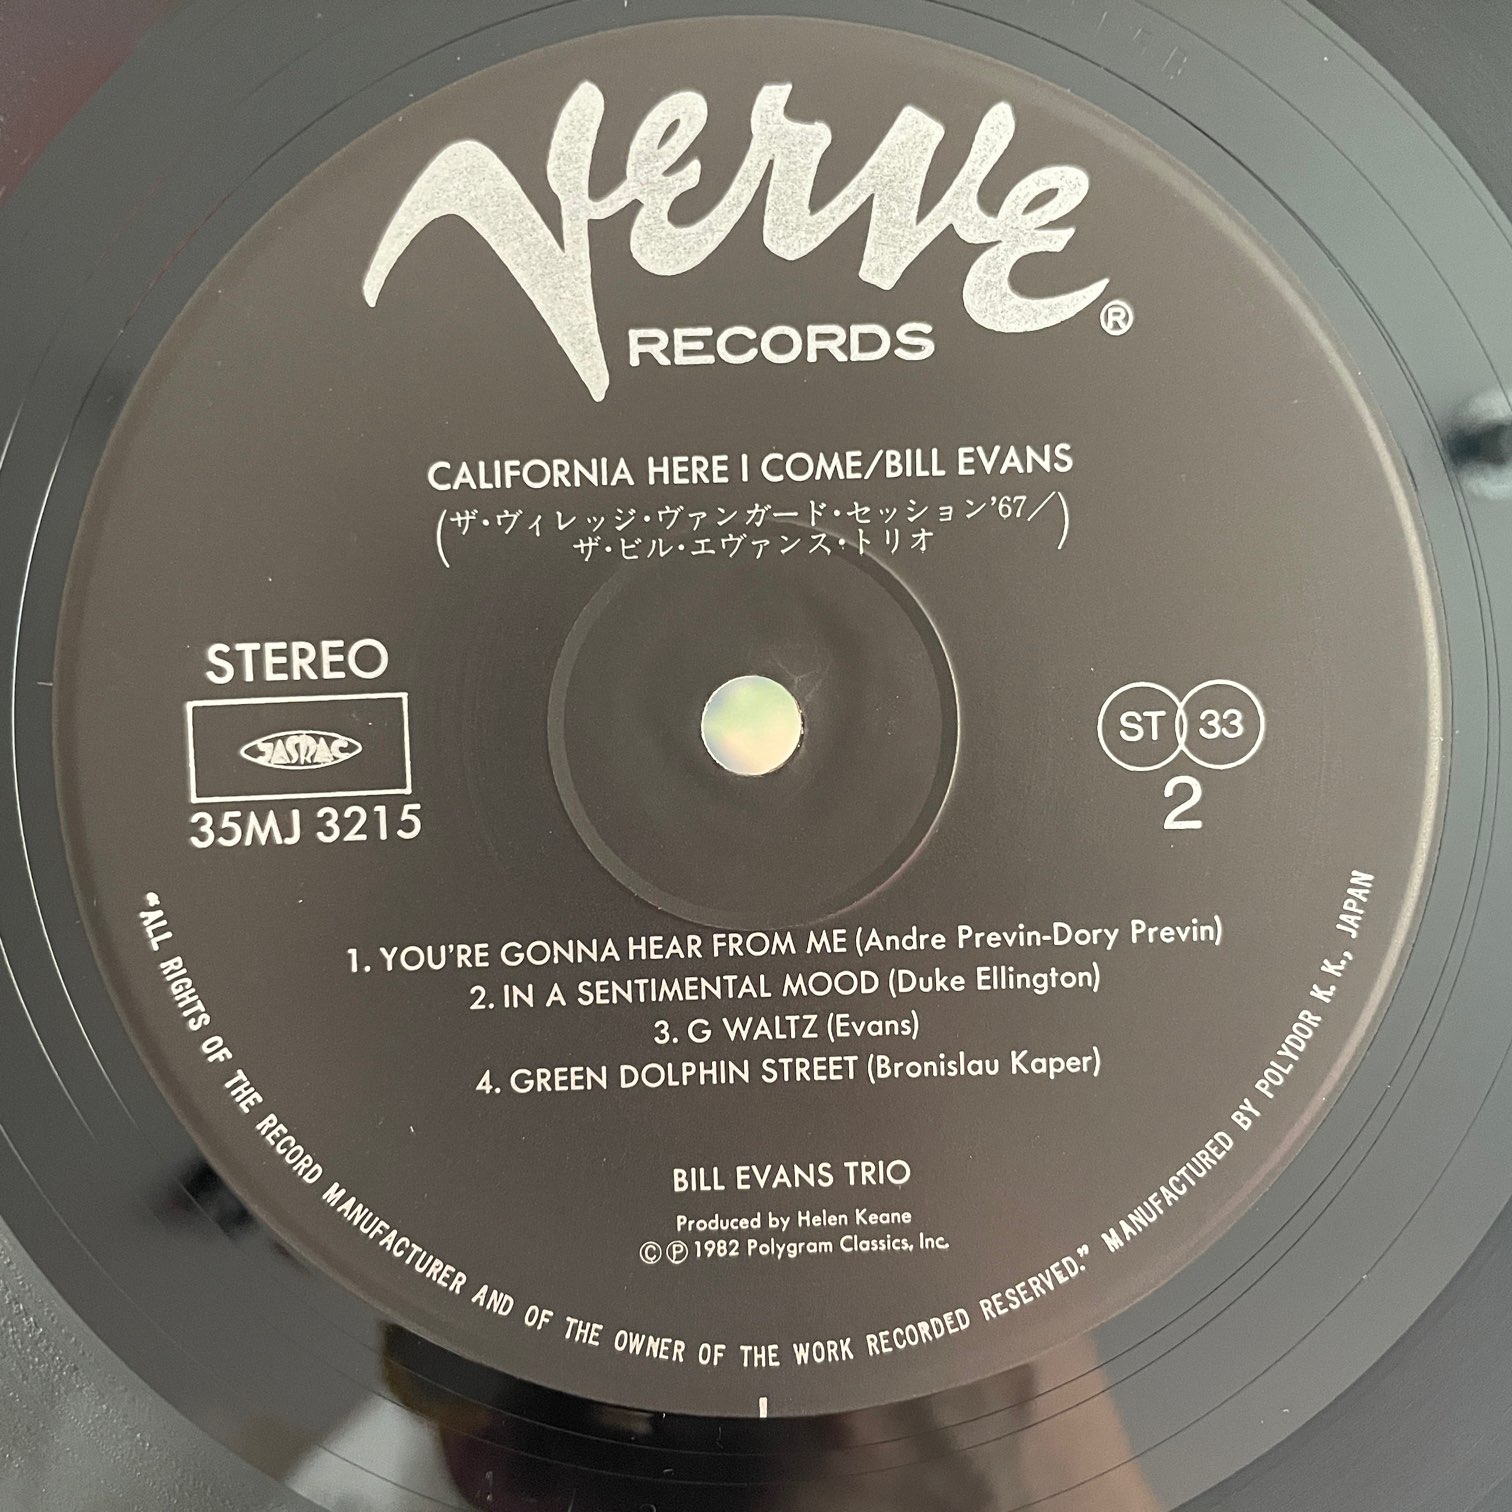 Verve®
RECORDS
CALIFORNIA HERE I COME/BILL EVANS
(ザ・ヴィレッジ・ヴァンガード・セッション'67/
ザ・ビル・エヴァンス・トリオ)
STEREO
JASRAC
35MJ 3215
ST 33
2
1. YOU'RE GONNA HEAR FROM ME (Andre Previn-Dory Previn)
2. IN A SENTIMENTAL MOOD (Duke Ellington)
3. G WALTZ (Evans)
4. GREEN DOLPHIN STREET (Bronislau Kaper)
BILL EVANS TRIO
Produced by Helen Keane
©℗ 1982 Polygram Classics, Inc.
"ALL RIGHTS OF THE RECORD MANUFACTURER AND OF THE OWNER OF THE WORK RECORDED RESERVED." MANUFACTURED BY POLYDOR K. K., JAPAN